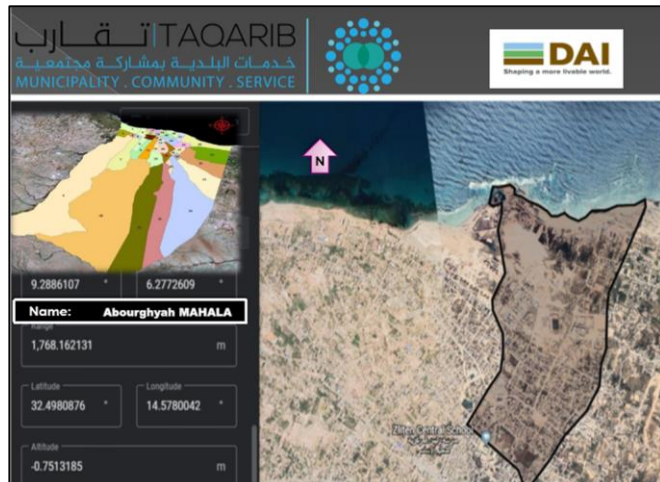 تقارب | TAQARIB
خدمات البلدية بمشاركة مجتمعية
MUNICIPALITY . COMMUNITY . SERVICE
DAI
Shaping a more livable world.
N
9.2886107 °
6.2772609 °
Name: Abourghyah MAHALA
Range
1,768.162131 m
Latitude
32.4980876 °
Longitude
14.5780042 °
Altitude
-0.7513185 m
Zliten Central School